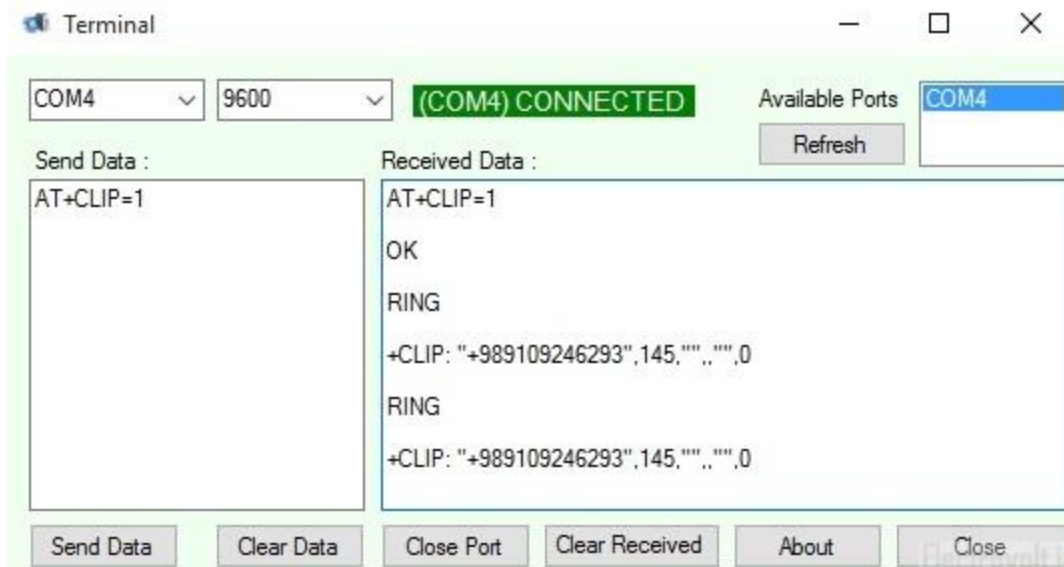 Terminal
COM4 9600 (COM4) CONNECTED Available Ports COM4
Refresh
Send Data : Received Data :
AT+CLIP=1 AT+CLIP=1
OK
RING
+CLIP: "+989109246293",145,"",,"",0
RING
+CLIP: "+989109246293",145,"",,"",0
Send Data Clear Data Close Port Clear Received About Close